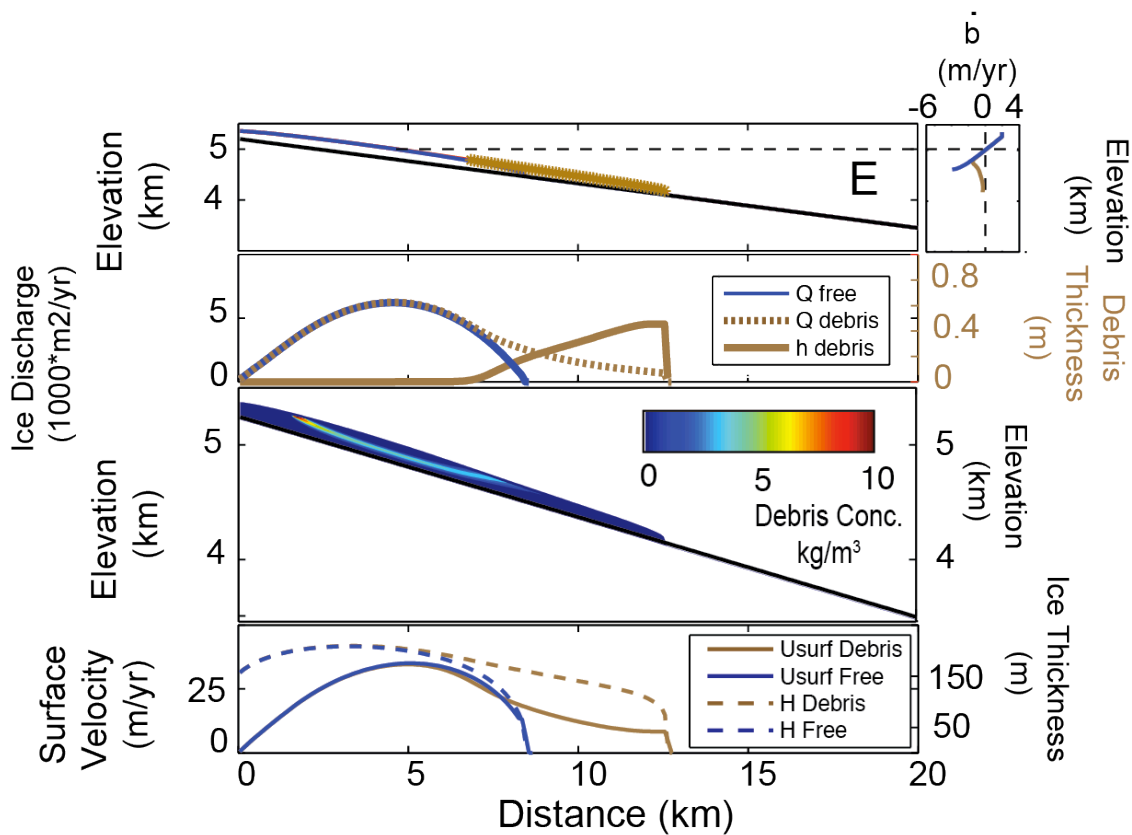 ḃ
(m/yr)
-6 0 4
Elevation
(km)
5
4
E
Elevation
(km)
Ice Discharge
(1000*m2/yr)
5
0
Q free
Q debris
h debris
0.8
0.4
0
Debris
Thickness
(m)
Elevation
(km)
5
4
0 5 10
Debris Conc.
kg/m³
5
4
Elevation
(km)
Surface
Velocity
(m/yr)
25
0
Usurf Debris
Usurf Free
H Debris
H Free
150
50
Ice Thickness
(m)
0 5 10 15 20
Distance (km)